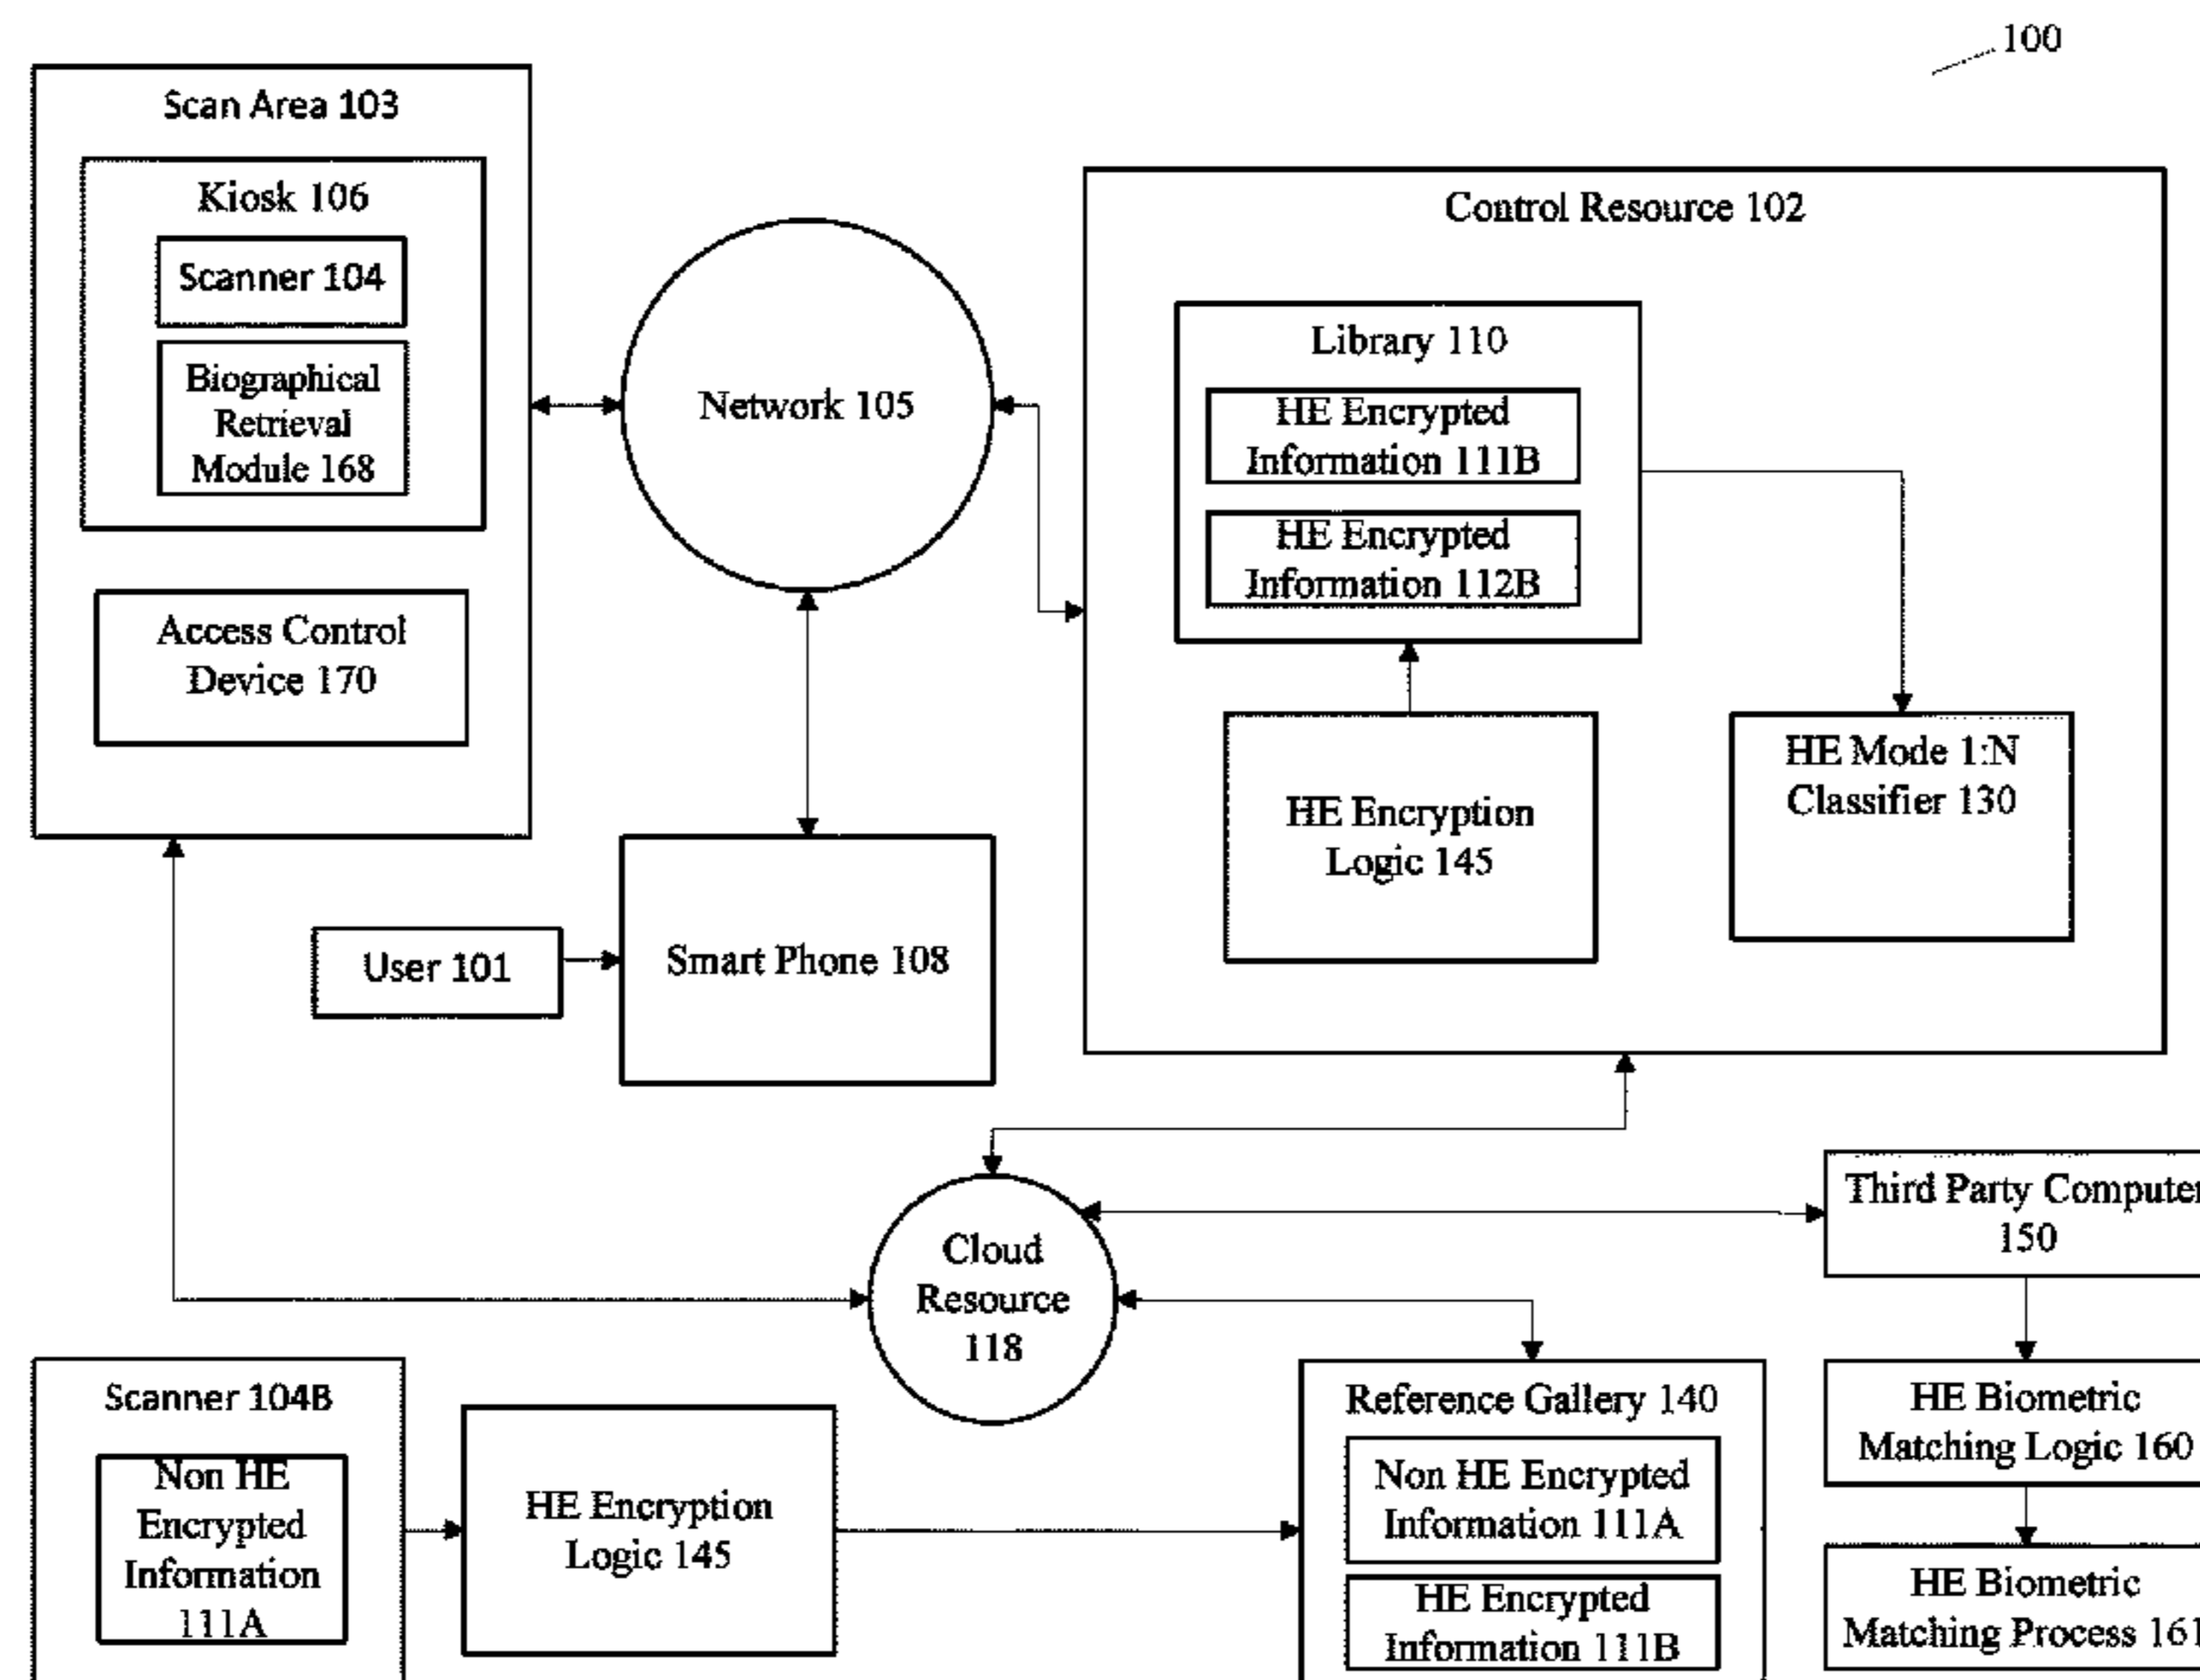 100
Scan Area 103
Kiosk 106
Scanner 104
Biographical
Retrieval
Module 168
Access Control
Device 170
Network 105
Control Resource 102
Library 110
HE Encrypted
Information 111B
HE Encrypted
Information 112B
HE Encryption
Logic 145
HE Mode 1:N
Classifier 130
User 101
Smart Phone 108
Cloud
Resource
118
Third Party Computer
150
HE Biometric
Matching Logic 160
HE Biometric
Matching Process 161
Scanner 104B
Non HE
Encrypted
Information
111A
HE Encryption
Logic 145
Reference Gallery 140
Non HE Encrypted
Information 111A
HE Encrypted
Information 111B